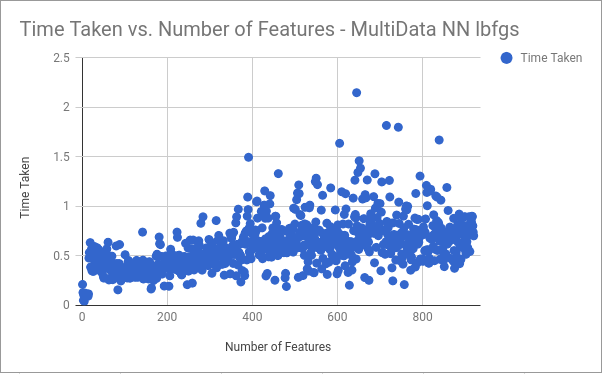 Time Taken vs. Number of Features - MultiData NN lbfgs
Time Taken
2.5
2
1.5
1
0.5
0
Time Taken
0 200 400 600 800
Number of Features